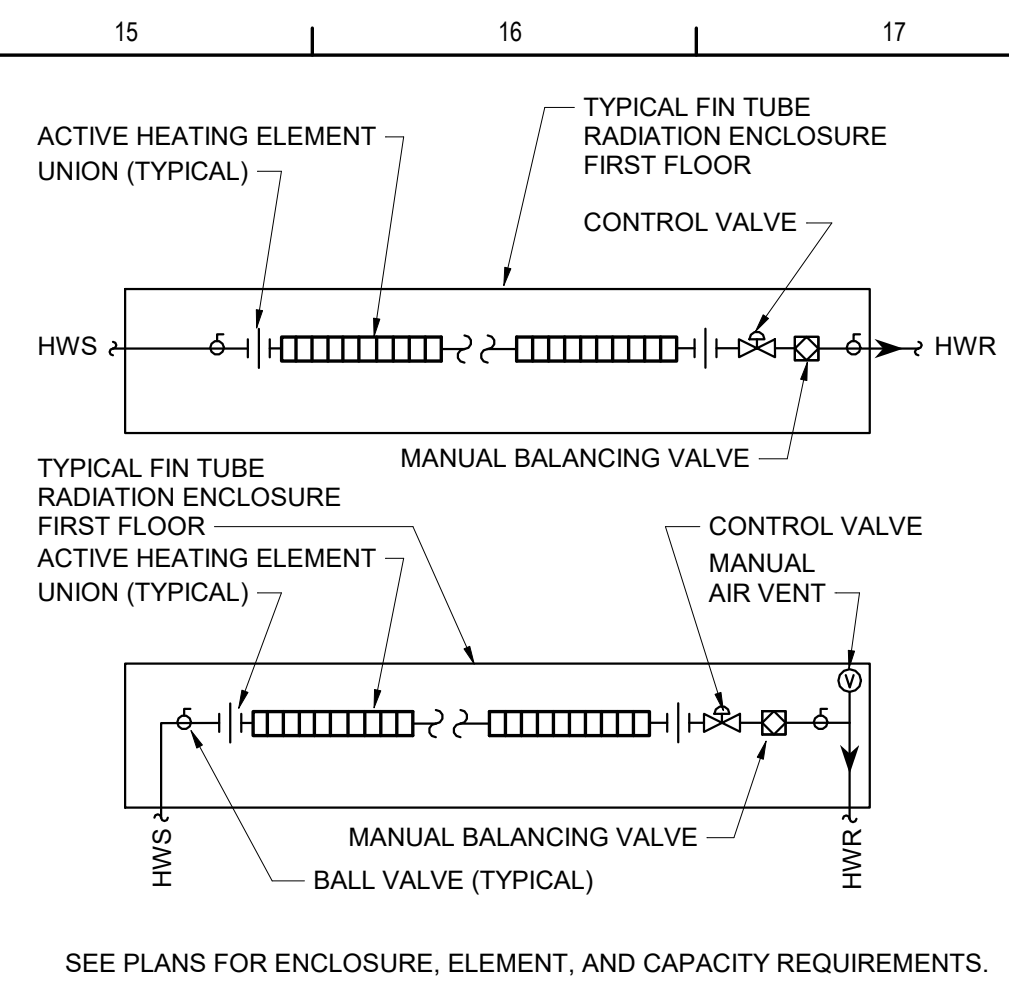 15 16 17
TYPICAL FIN TUBE
RADIATION ENCLOSURE
FIRST FLOOR
ACTIVE HEATING ELEMENT
UNION (TYPICAL)
CONTROL VALVE
HWS
HWR
MANUAL BALANCING VALVE
TYPICAL FIN TUBE
RADIATION ENCLOSURE
FIRST FLOOR
ACTIVE HEATING ELEMENT
UNION (TYPICAL)
CONTROL VALVE
MANUAL
AIR VENT
V
HWS
HWR
MANUAL BALANCING VALVE
BALL VALVE (TYPICAL)
SEE PLANS FOR ENCLOSURE, ELEMENT, AND CAPACITY REQUIREMENTS.